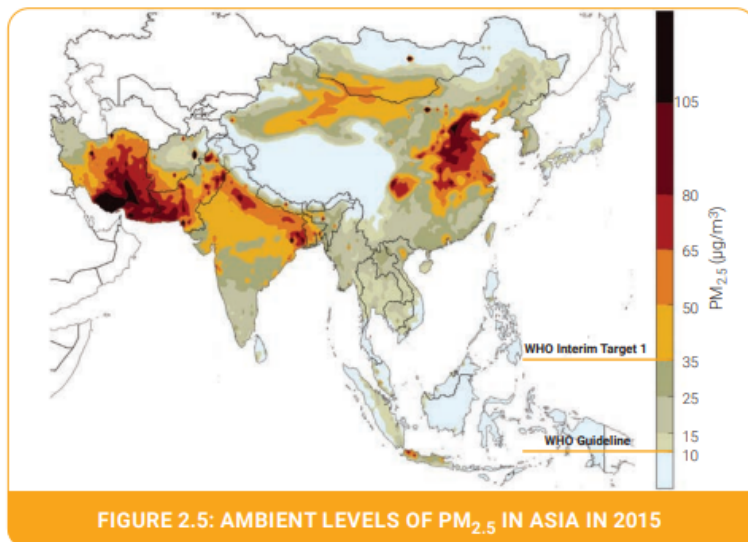 105
80
65
50
35
25
15
10
PM2.5 (µg/m³)
WHO Interim Target 1
WHO Guideline
FIGURE 2.5: AMBIENT LEVELS OF PM2.5 IN ASIA IN 2015